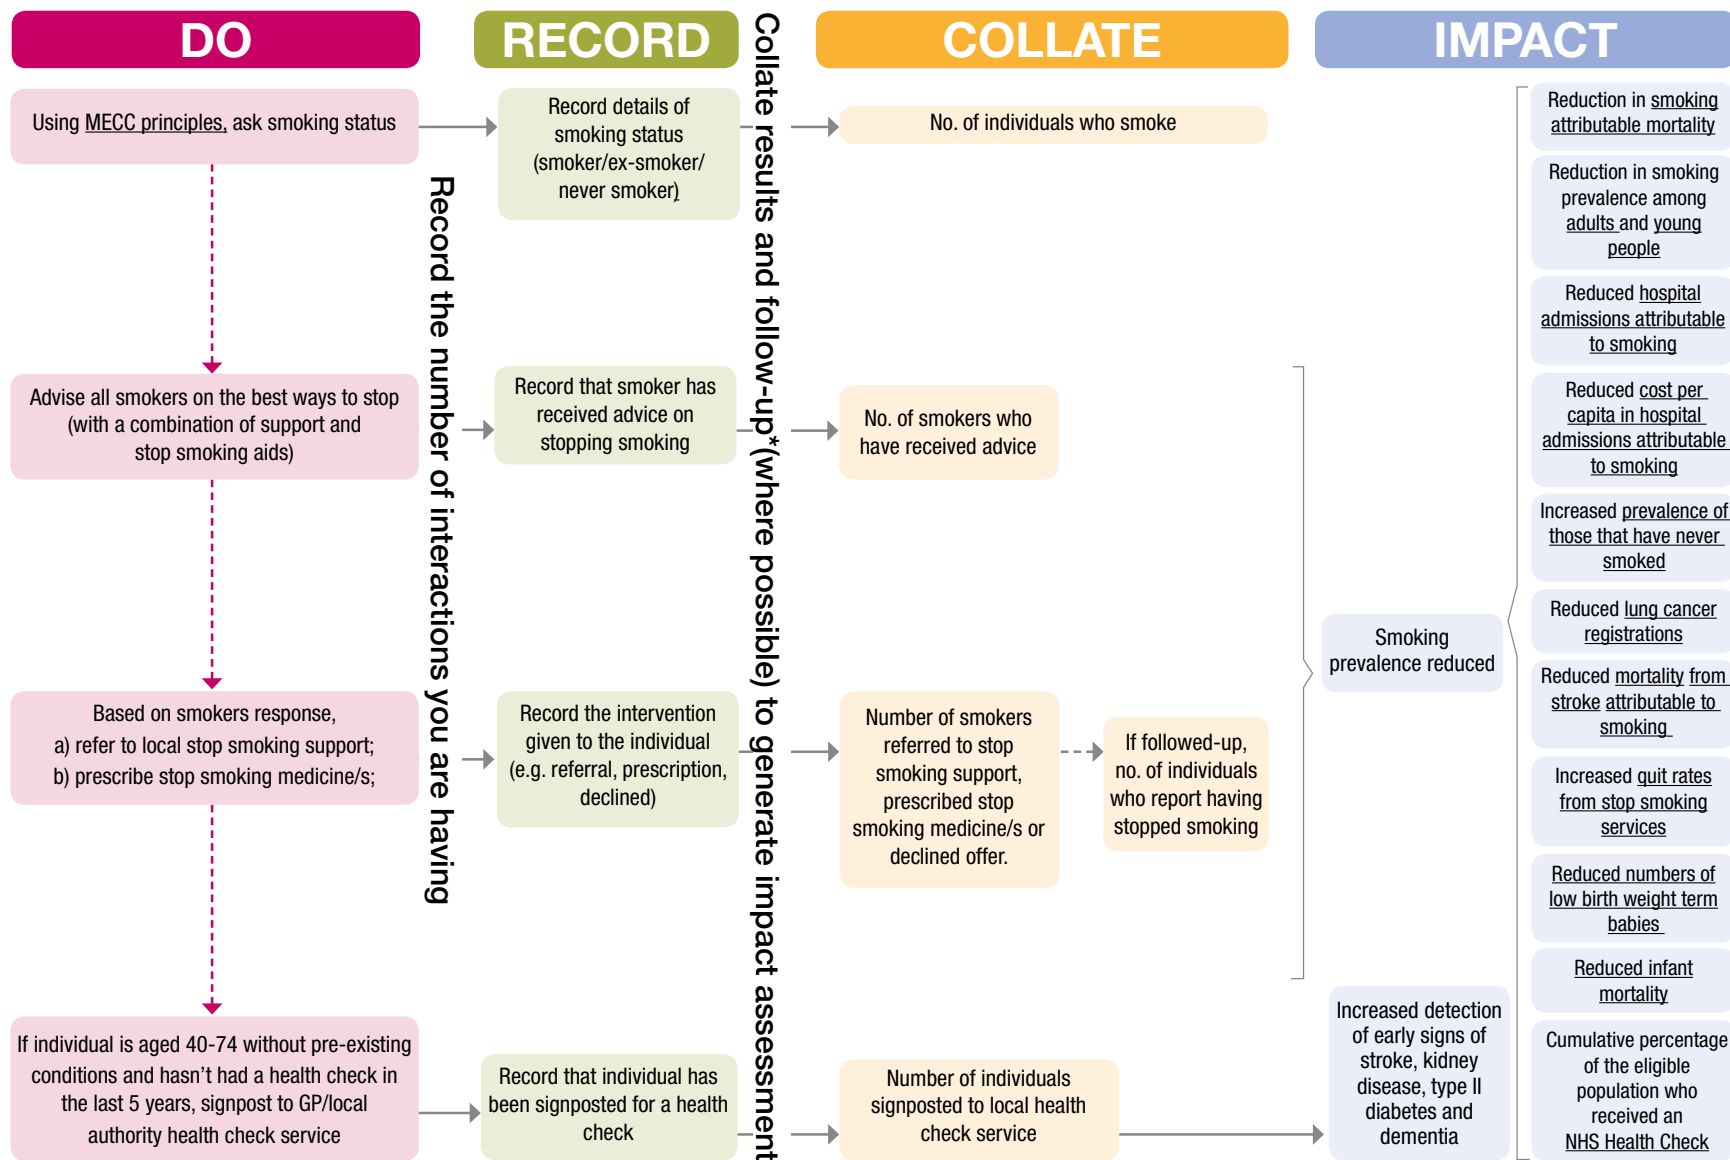 DO
RECORD
COLLATE
IMPACT
Using MECC principles, ask smoking status
Advise all smokers on the best ways to stop
(with a combination of support and
stop smoking aids)
Based on smokers response,
a) refer to local stop smoking support;
b) prescribe stop smoking medicine/s;
If individual is aged 40-74 without pre-existing
conditions and hasn't had a health check in
the last 5 years, signpost to GP/local
authority health check service
Record the number of interactions you are having
Record details of
smoking status
(smoker/ex-smoker/
never smoker)
Record that smoker has
received advice on
stopping smoking
Record the intervention
given to the individual
(e.g. referral, prescription,
declined)
Record that individual has
been signposted for a health
check
Collate results and follow-up*(where possible) to generate impact assessment
No. of individuals who smoke
No. of smokers who
have received advice
Number of smokers
referred to stop
smoking support,
prescribed stop
smoking medicine/s or
declined offer.
If followed-up,
no. of individuals
who report having
stopped smoking
Number of individuals
signposted to local health
check service
Smoking
prevalence reduced
Increased detection
of early signs of
stroke, kidney
disease, type II
diabetes and
dementia
Reduction in smoking
attributable mortality
Reduction in smoking
prevalence among
adults and young
people
Reduced hospital
admissions attributable
to smoking
Reduced cost per
capita in hospital
admissions attributable
to smoking
Increased prevalence of
those that have never
smoked
Reduced lung cancer
registrations
Reduced mortality from
stroke attributable to
smoking
Increased quit rates
from stop smoking
services
Reduced numbers of
low birth weight term
babies
Reduced infant
mortality
Cumulative percentage
of the eligible
population who
received an
NHS Health Check